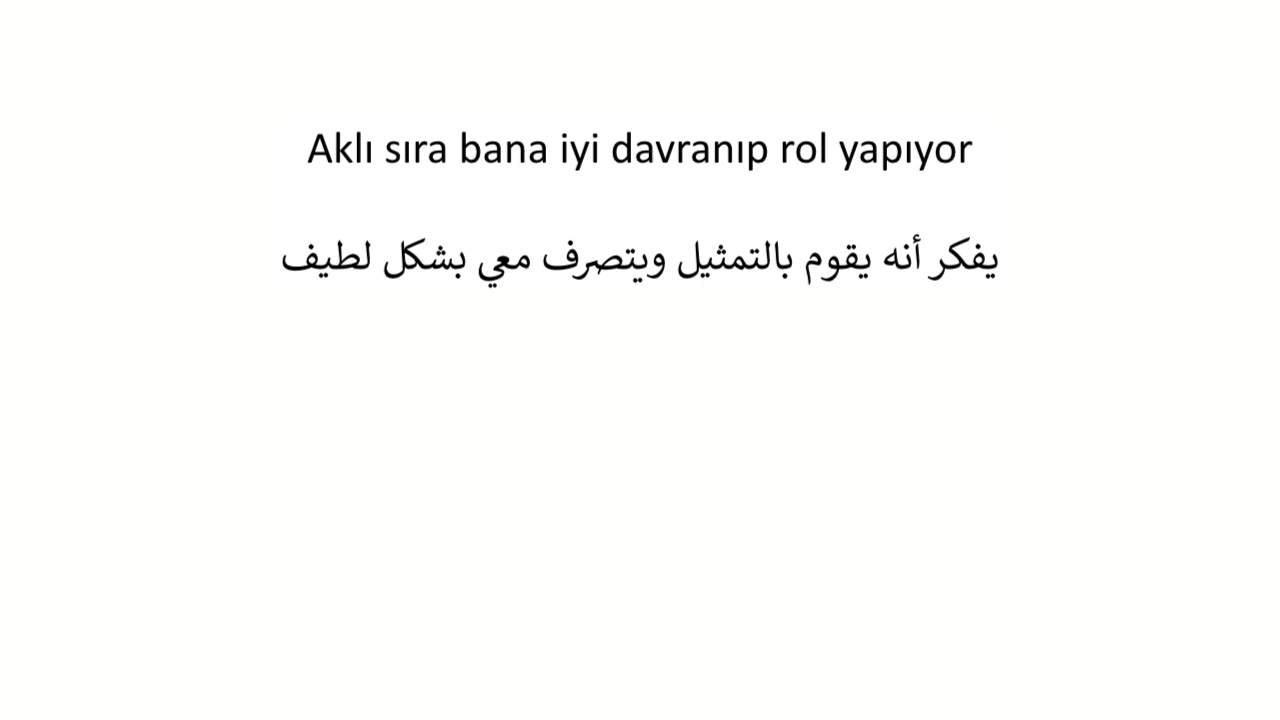 Aklı sıra bana iyi davranıp rol yapıyor
يفكر أنه يقوم بالتمثيل ويتصرف معي بشكل لطيف